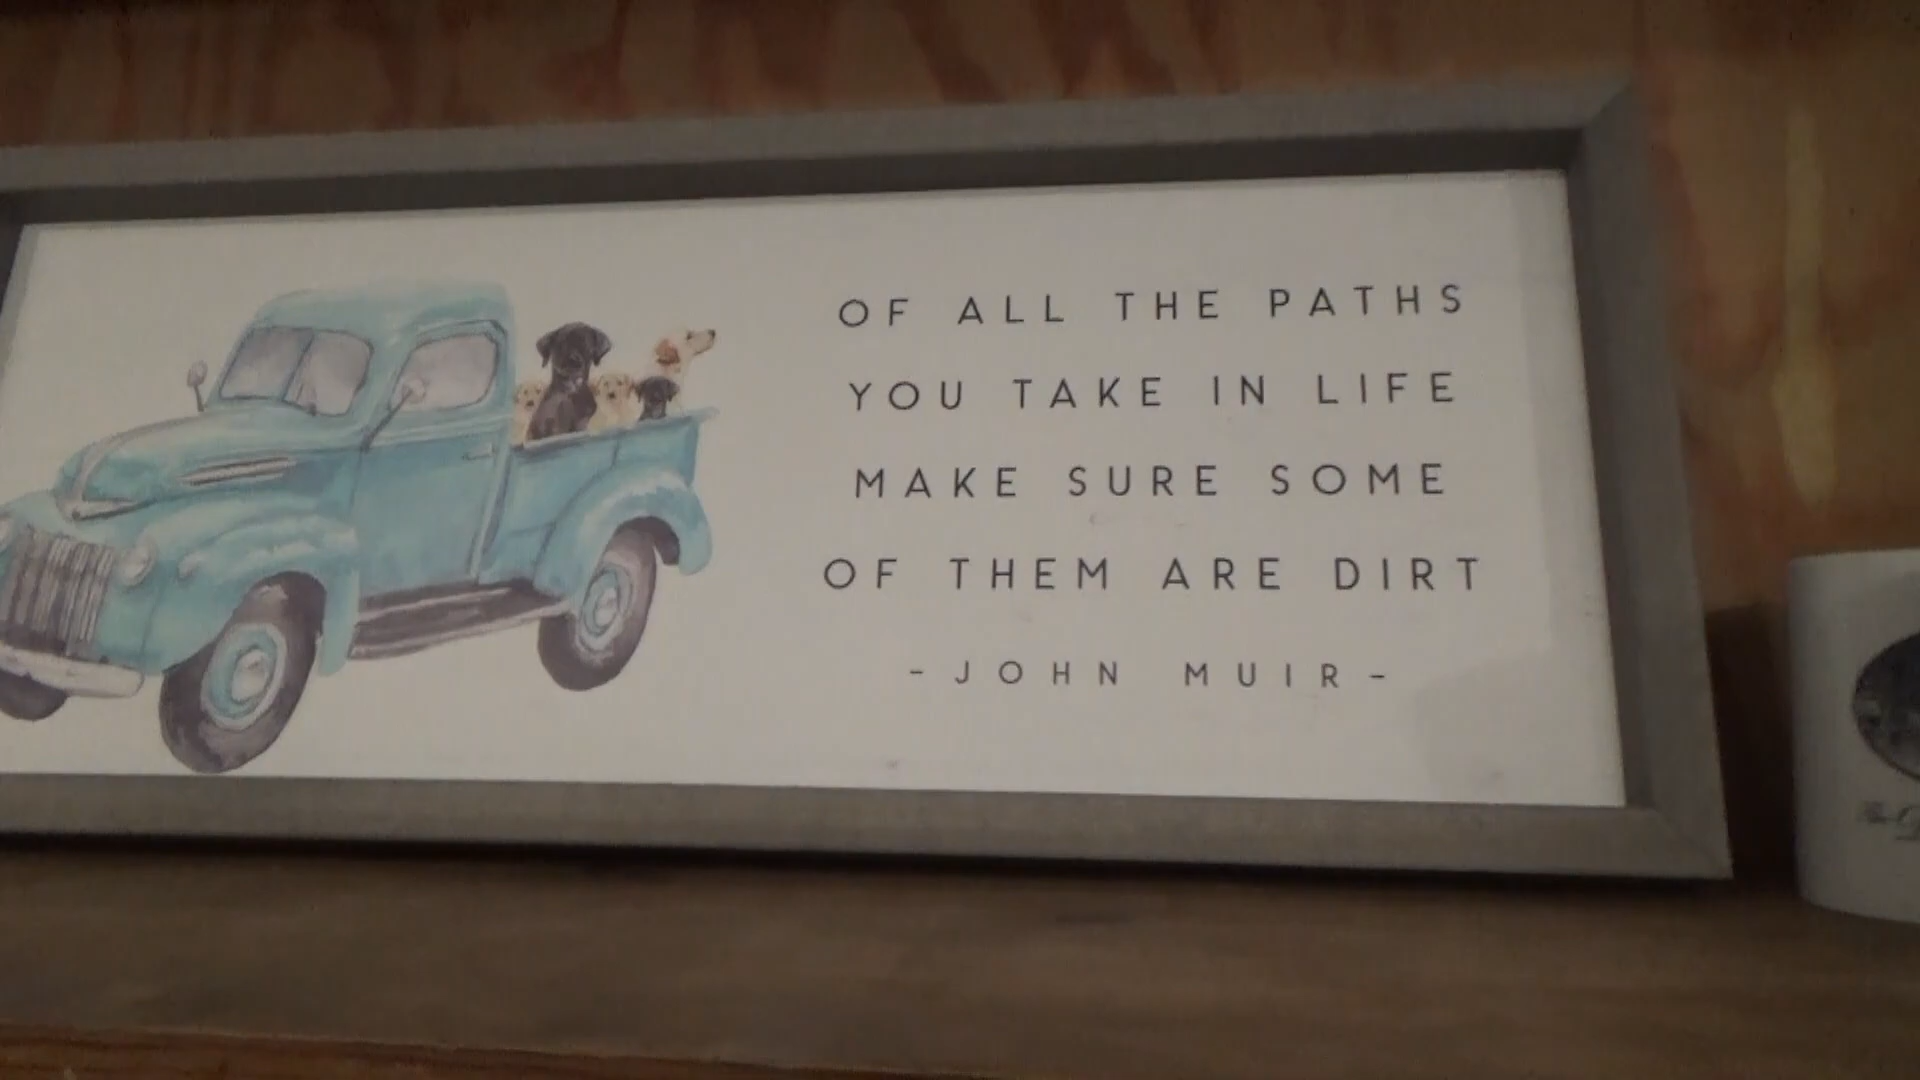 OF ALL THE PATHS
YOU TAKE IN LIFE
MAKE SURE SOME
OF THEM ARE DIRT
-JOHN MUIR-